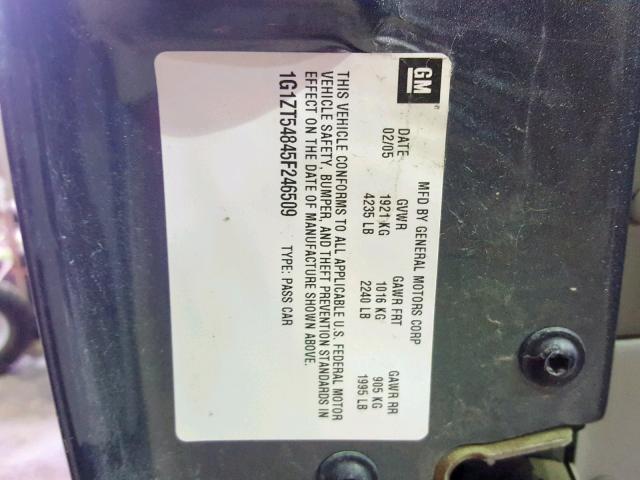 GM
MFD BY GENERAL MOTORS CORP
DATE GVWR GAWR FRT GAWR RR
02/05 1921 KG 1016 KG 905 KG
4235 LB 2240 LB 1995 LB
THIS VEHICLE CONFORMS TO ALL APPLICABLE U.S. FEDERAL MOTOR
VEHICLE SAFETY, BUMPER, AND THEFT PREVENTION STANDARDS IN
EFFECT ON THE DATE OF MANUFACTURE SHOWN ABOVE.
1G1ZT54845F246509 TYPE: PASS CAR